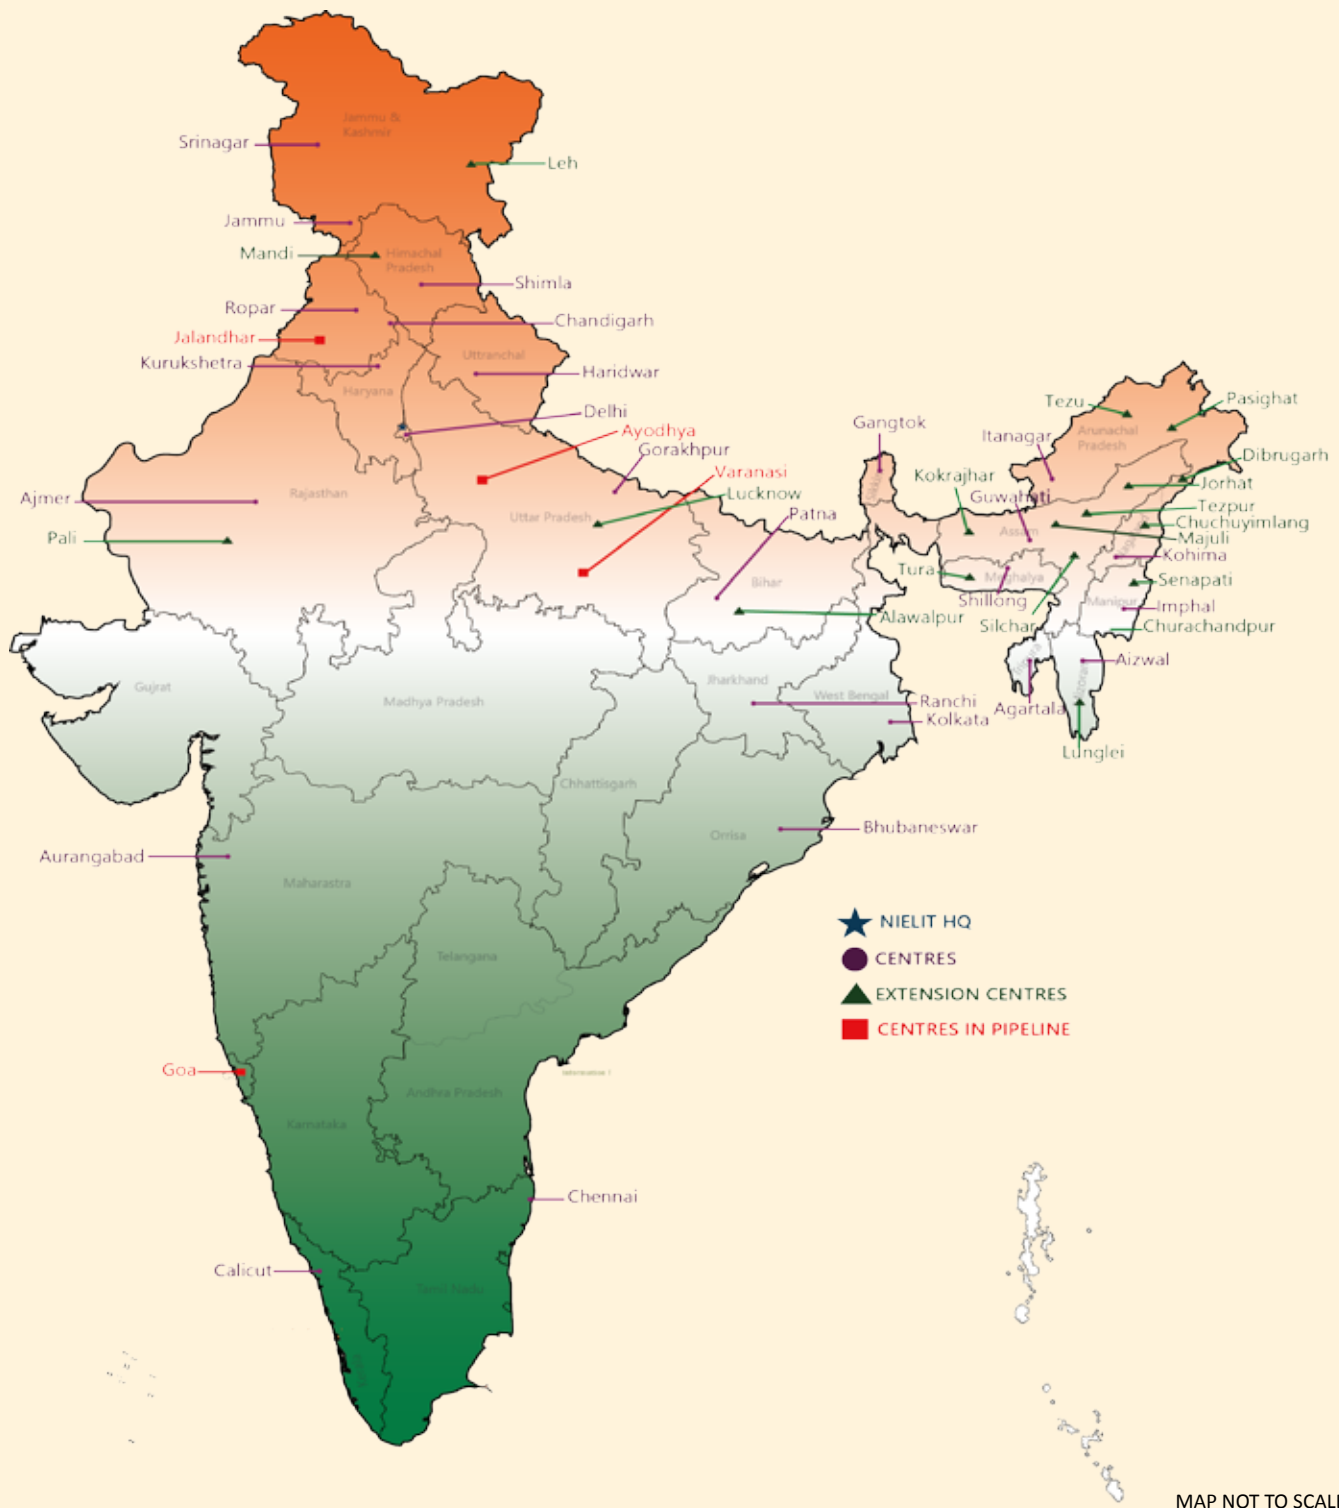 Jammu &
Kashmir
Srinagar
Leh
Jammu
Mandi
Himachal
Pradesh
Shimla
Ropar
Chandigarh
Jalandhar
Kurukshetra
Uttranchal
Haridwar
Haryana
Delhi
Ayodhya
Gorakhpur
Varanasi
Lucknow
Patna
Ajmer
Rajasthan
Uttar Pradesh
Pali
Bihar
Alawalpur
Gangtok
Tezu
Pasighat
Itanagar
Arunachal
Pradesh
Kokrajhar
Dibrugarh
Guwahati
Jorhat
Tezpur
Assam
Chuchuyimlang
Majuli
Kohima
Tura
Meghalya
Senapati
Shillong
Manipur
Imphal
Silchar
Churachandpur
Aizwal
Agartala
Lunglei
Gujrat
Madhya Pradesh
Jharkhand
West Bengal
Ranchi
Kolkata
Chhattisgarh
Orrisa
Bhubaneswar
Aurangabad
Maharastra
Telangana
NIELIT HQ
CENTRES
EXTENSION CENTRES
CENTRES IN PIPELINE
Goa
Andhra Pradesh
Karnataka
Chennai
Calicut
Tamil Nadu
MAP NOT TO SCALE